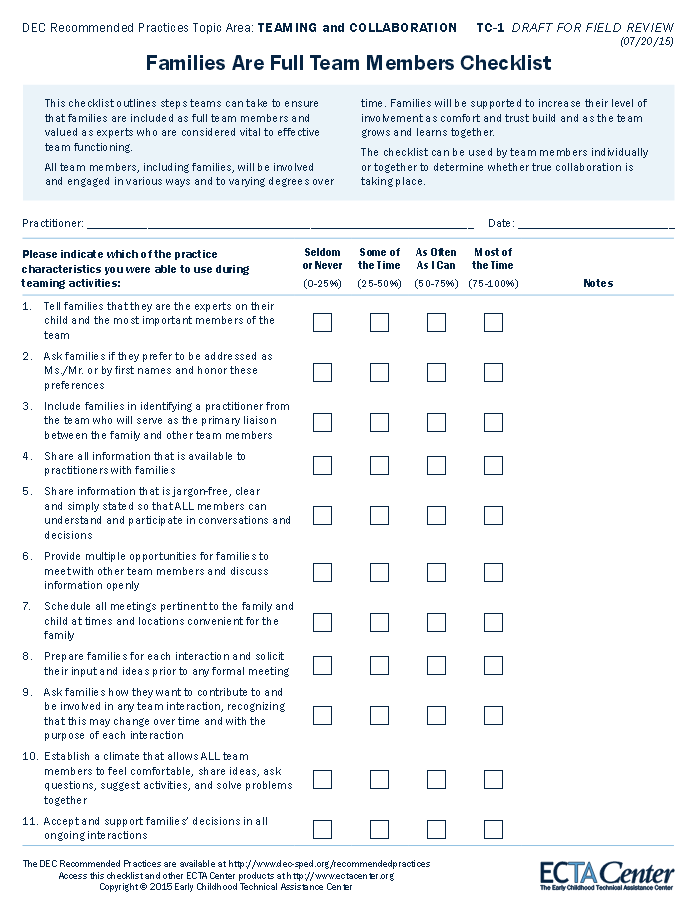 DEC Recommended Practices Topic Area: TEAMING and COLLABORATION TC-1 DRAFT FOR FIELD REVIEW
(07/20/15)
Families Are Full Team Members Checklist
This checklist outlines steps teams can take to ensure
that families are included as full team members and
valued as experts who are considered vital to effective
team functioning.
All team members, including families, will be involved
and engaged in various ways and to varying degrees over
time. Families will be supported to increase their level of
involvement as comfort and trust build and as the team
grows and learns together.
The checklist can be used by team members individually
or together to determine whether true collaboration is
taking place.
Practitioner: Date:
Please indicate which of the practice
characteristics you were able to use during
teaming activities:
Seldom
or Never
(0-25%)
Some of
the Time
(25-50%)
As Often
As I Can
(50-75%)
Most of
the Time
(75-100%)
Notes
1. Tell families that they are the experts on their
child and the most important members of the
team
2. Ask families if they prefer to be addressed as
Ms./Mr. or by first names and honor these
preferences
3. Include families in identifying a practitioner from
the team who will serve as the primary liaison
between the family and other team members
4. Share all information that is available to
practitioners with families
5. Share information that is jargon-free, clear
and simply stated so that ALL members can
understand and participate in conversations and
decisions
6. Provide multiple opportunities for families to
meet with other team members and discuss
information openly
7. Schedule all meetings pertinent to the family and
child at times and locations convenient for the
family
8. Prepare families for each interaction and solicit
their input and ideas prior to any formal meeting
9. Ask families how they want to contribute to and
be involved in any team interaction, recognizing
that this may change over time and with the
purpose of each interaction
10. Establish a climate that allows ALL team
members to feel comfortable, share ideas, ask
questions, suggest activities, and solve problems
together
11. Accept and support families' decisions in all
ongoing interactions
The DEC Recommended Practices are available at http://www.dec-sped.org/recommendedpractices
Access this checklist and other ECTA Center products at http://www.ectacenter.org
Copyright © 2015 Early Childhood Technical Assistance Center
ECTA Center
The Early Childhood Technical Assistance Center